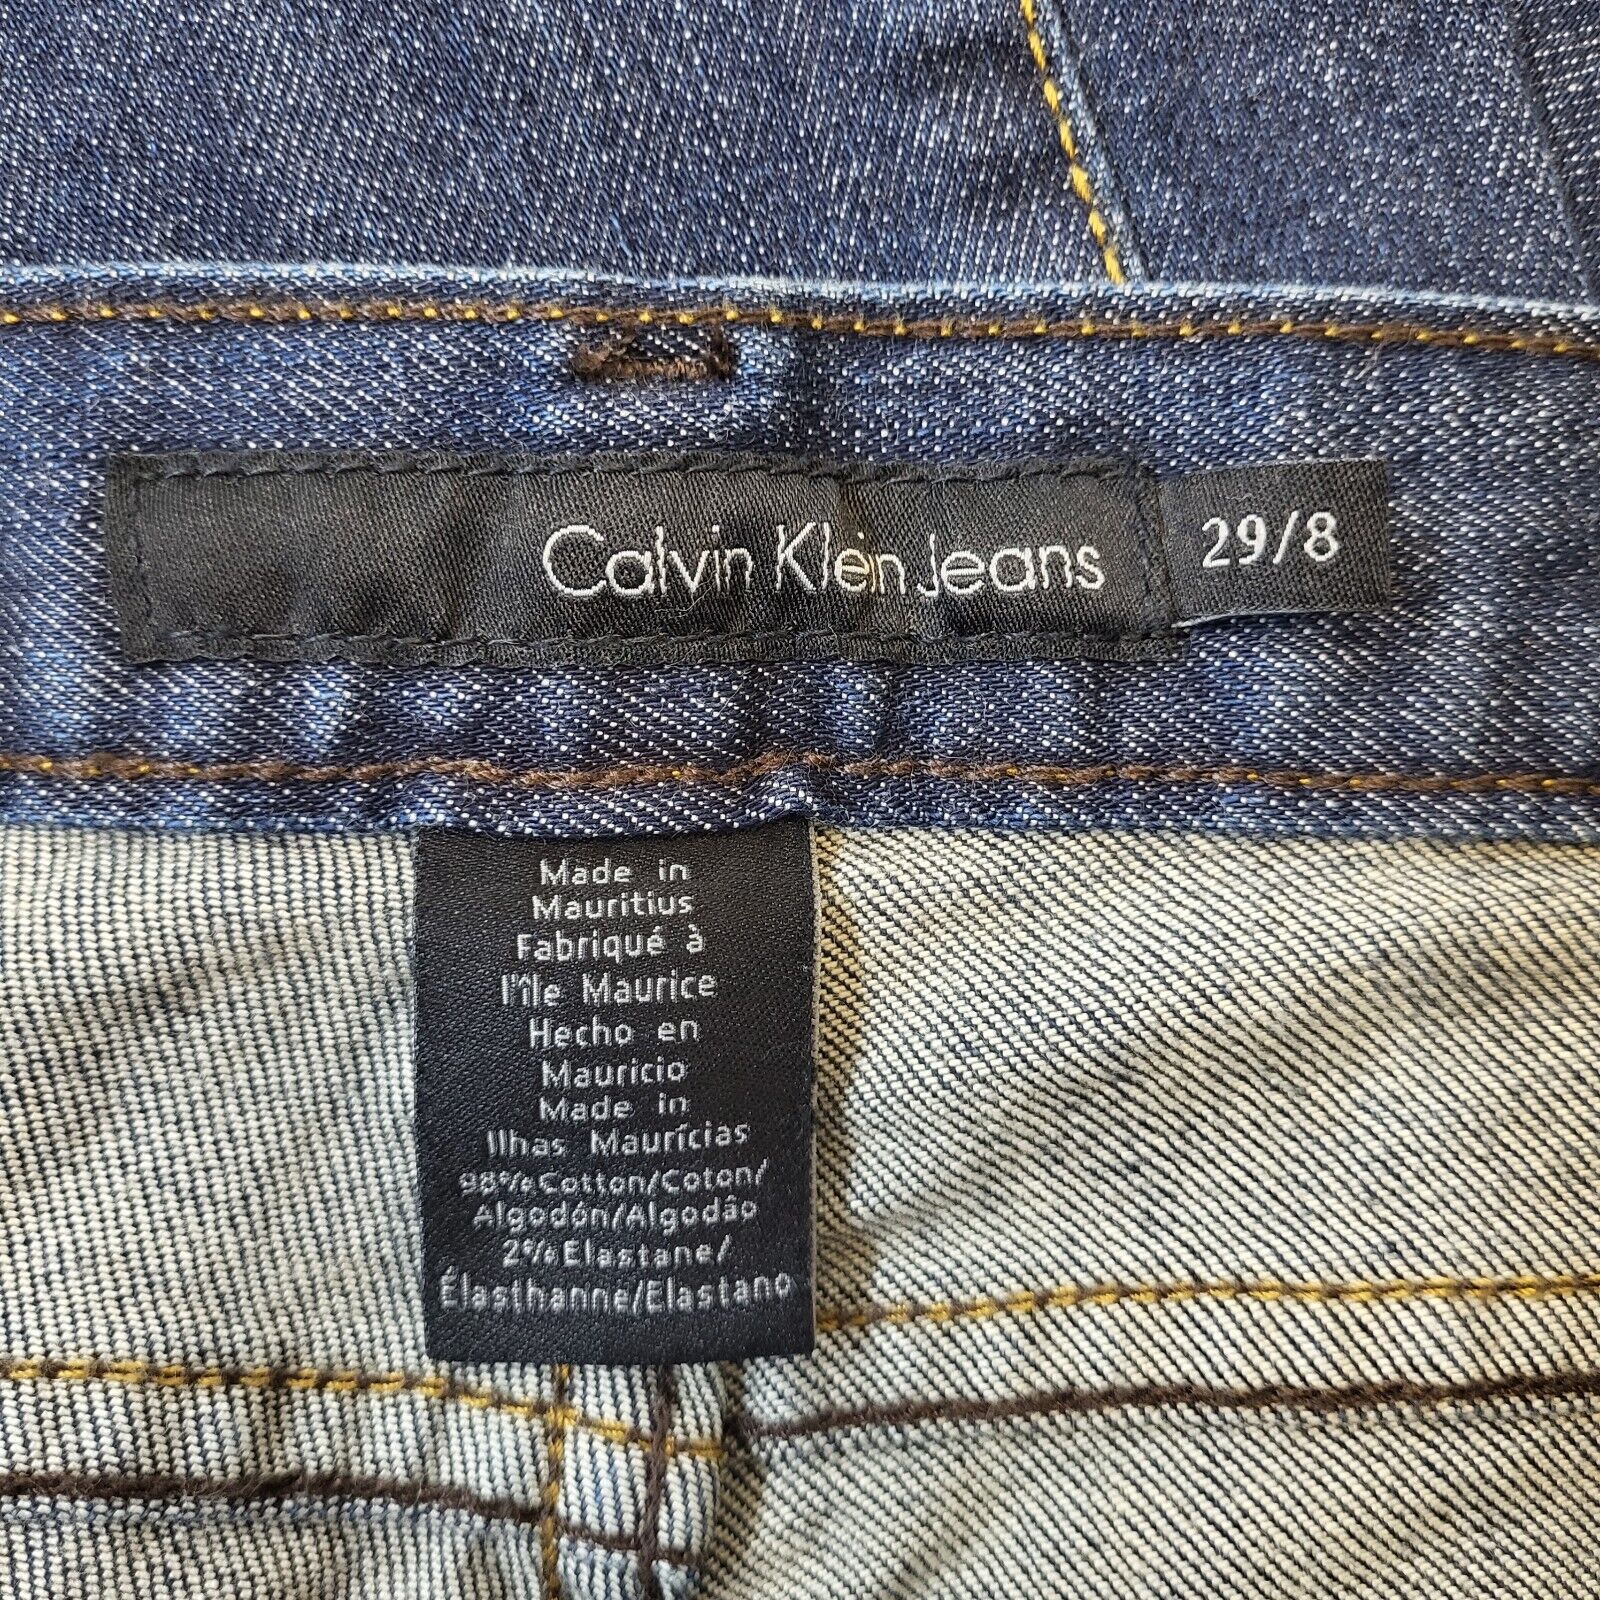 Calvin Klein Jeans 29/8
Made in
Mauritius
Fabriqué à
l'Île Maurice
Hecho en
Mauricio
Made in
Ilhas Maurícias
98% Cotton/Coton/
Algodón/Algodão
2% Elastane/
Élasthanne/Elastano